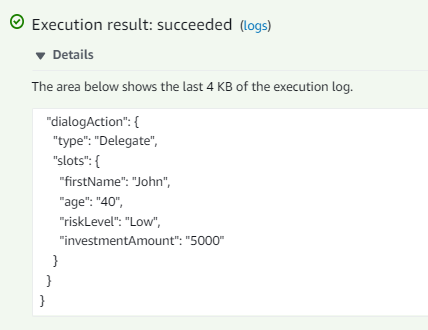 Execution result: succeeded (logs)
Details
The area below shows the last 4 KB of the execution log.
"dialogAction": {
"type": "Delegate",
"slots": {
"firstName": "John",
"age": "40",
"riskLevel": "Low",
"investmentAmount": "5000"
}
}
}